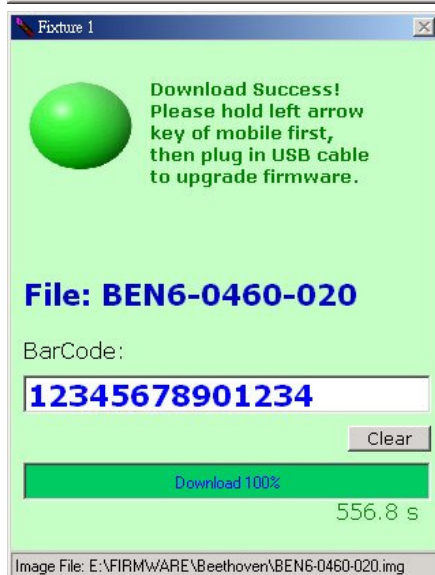 Fixture 1
Download Success!
Please hold left arrow
key of mobile first,
then plug in USB cable
to upgrade firmware.
File: BEN6-0460-020
BarCode:
12345678901234
Clear
Download 100%
556.8 s
Image File: E:\FIRMWARE\Beethoven\BEN6-0460-020.img